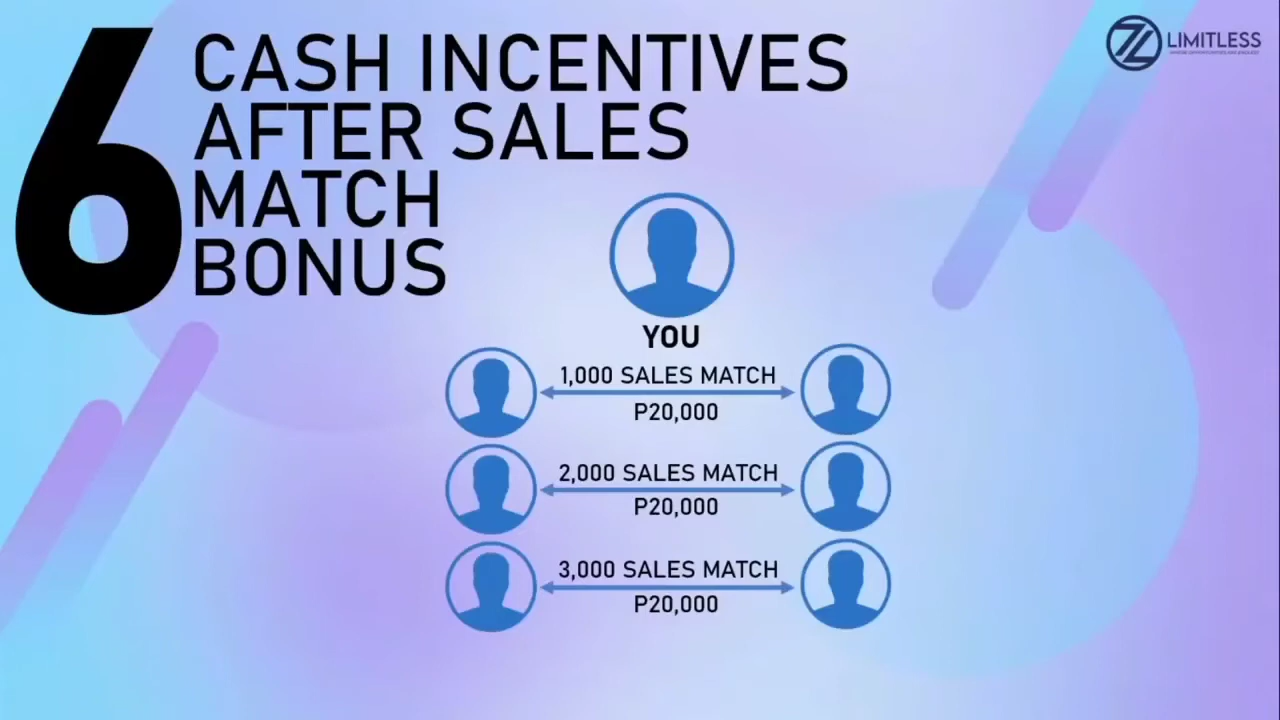 6
CASH INCENTIVES
AFTER SALES
MATCH
BONUS
LIMITLESS
YOU
1,000 SALES MATCH
P20,000
2,000 SALES MATCH
P20,000
3,000 SALES MATCH
P20,000